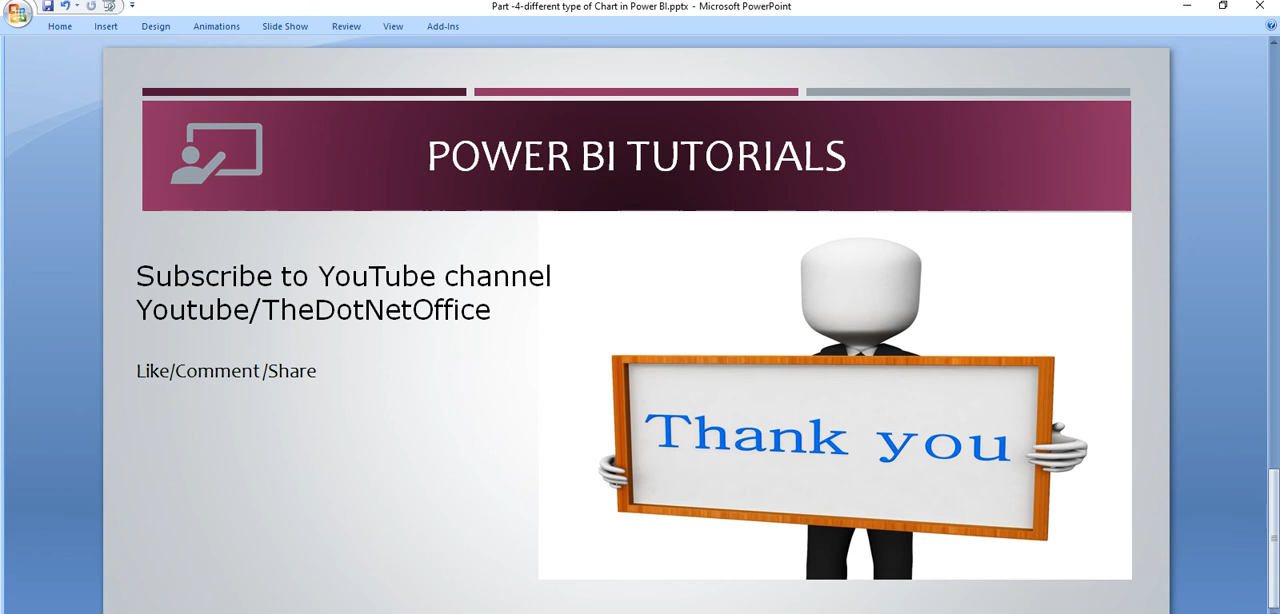 Part -4-different type of Chart in Power BI.pptx - Microsoft PowerPoint
Home Insert Design Animations Slide Show Review View Add-Ins
POWER BI TUTORIALS
Subscribe to YouTube channel
Youtube/TheDotNetOffice
Like/Comment/Share
Thank you